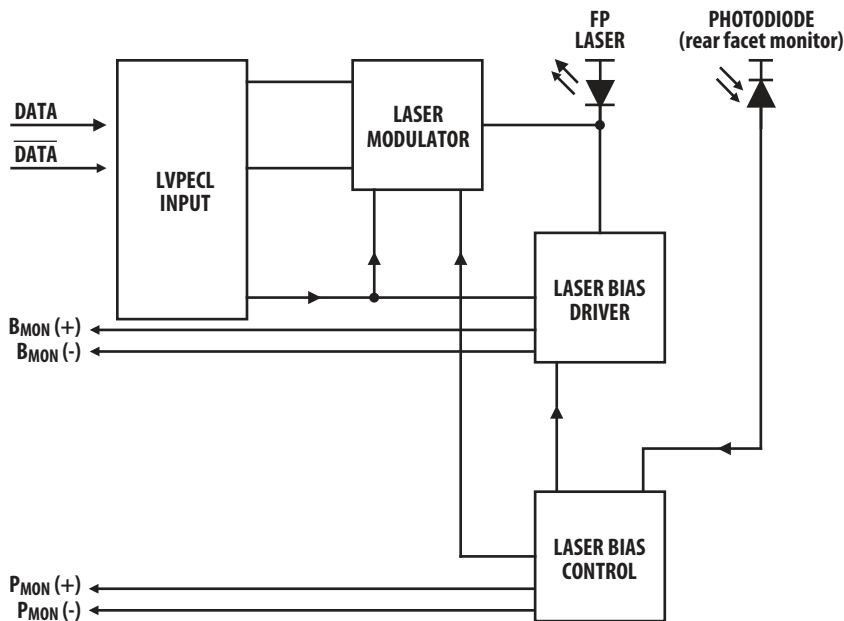 FP
LASER
PHOTODIODE
(rear facet monitor)
DATA
DATA
LVPECL
INPUT
LASER
MODULATOR
LASER BIAS
DRIVER
BMON (+)
BMON (-)
LASER BIAS
CONTROL
PMON (+)
PMON (-)